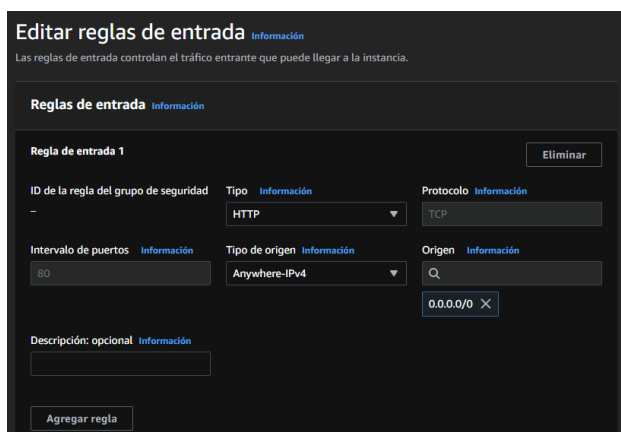 Editar reglas de entrada Información
Las reglas de entrada controlan el tráfico entrante que puede llegar a la instancia.
Reglas de entrada Información
Regla de entrada 1
Eliminar
ID de la regla del grupo de seguridad
–
Tipo Información
HTTP
Protocolo Información
TCP
Intervalo de puertos Información
80
Tipo de origen Información
Anywhere-IPv4
Origen Información
0.0.0.0/0
Descripción: opcional Información
Agregar regla